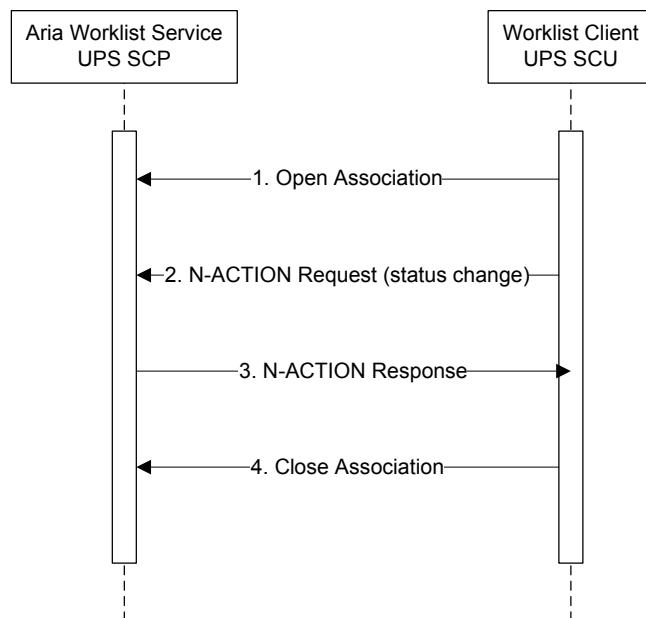 Aria Worklist Service
UPS SCP
Worklist Client
UPS SCU
1. Open Association
2. N-ACTION Request (status change)
3. N-ACTION Response
4. Close Association